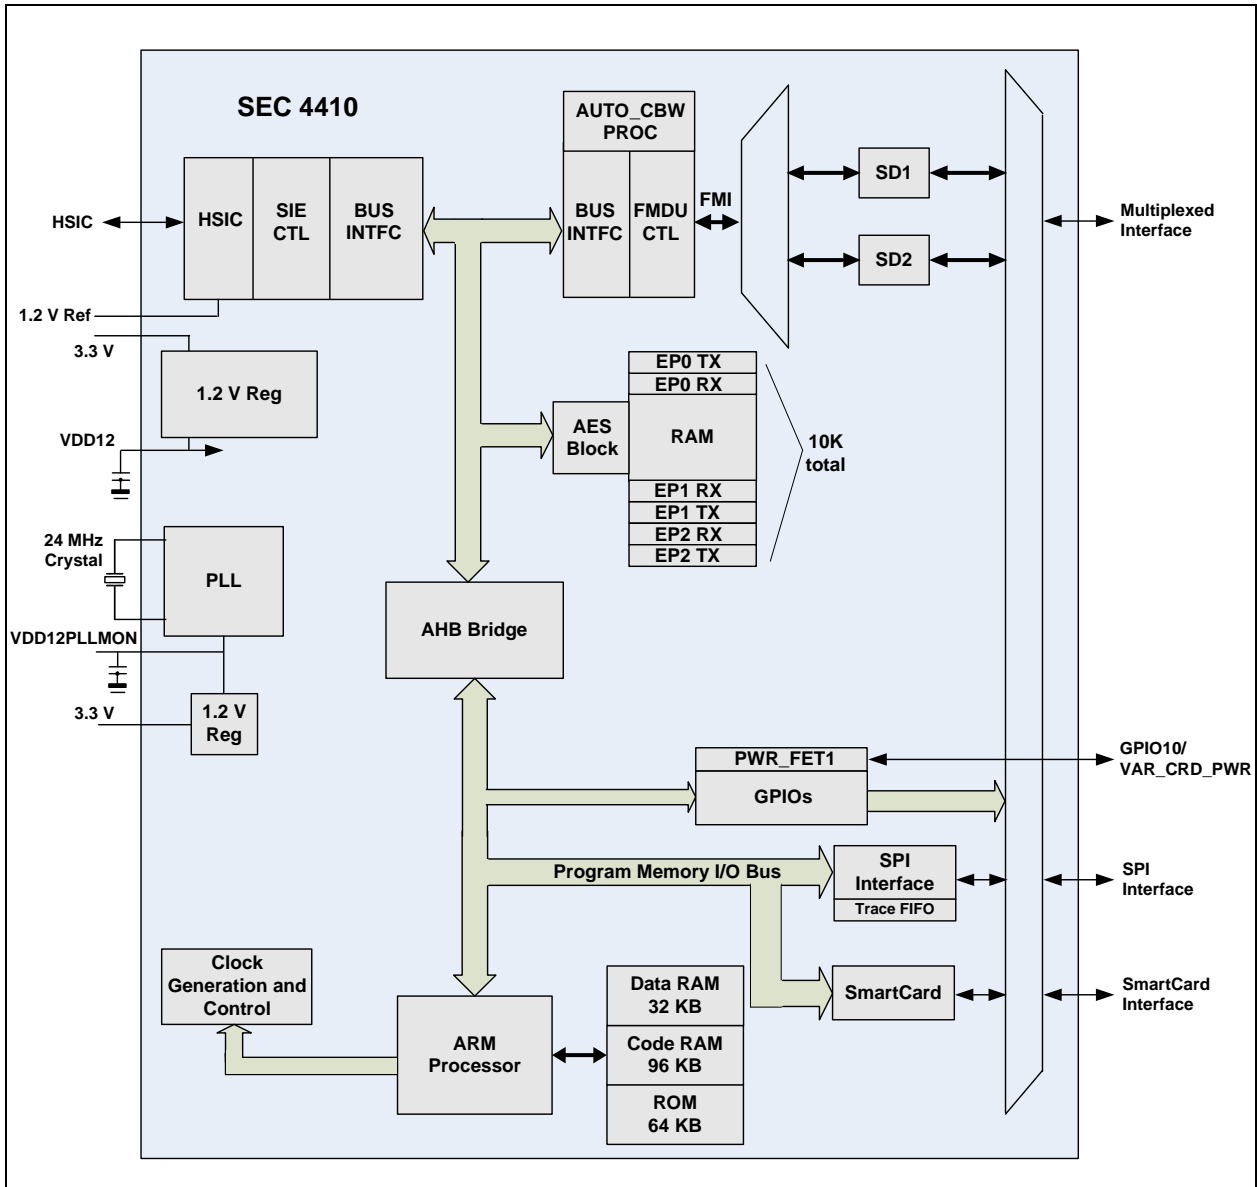 SEC 4410
AUTO_CBW
PROC
HSIC
HSIC
SIE
CTL
BUS
INTFC
BUS
INTFC
FMDU
CTL
FMI
SD1
SD2
Multiplexed
Interface
1.2 V Ref
3.3 V
1.2 V Reg
VDD12
EP0 TX
EP0 RX
AES
Block
RAM
EP1 RX
EP1 TX
EP2 RX
EP2 TX
10K
total
24 MHz
Crystal
PLL
VDD12PLLMON
3.3 V
1.2 V
Reg
AHB Bridge
PWR_FET1
GPIOs
GPIO10/
VAR_CRD_PWR
Program Memory I/O Bus
SPI
Interface
Trace FIFO
SPI
Interface
SmartCard
SmartCard
Interface
Clock
Generation and
Control
ARM
Processor
Data RAM
32 KB
Code RAM
96 KB
ROM
64 KB